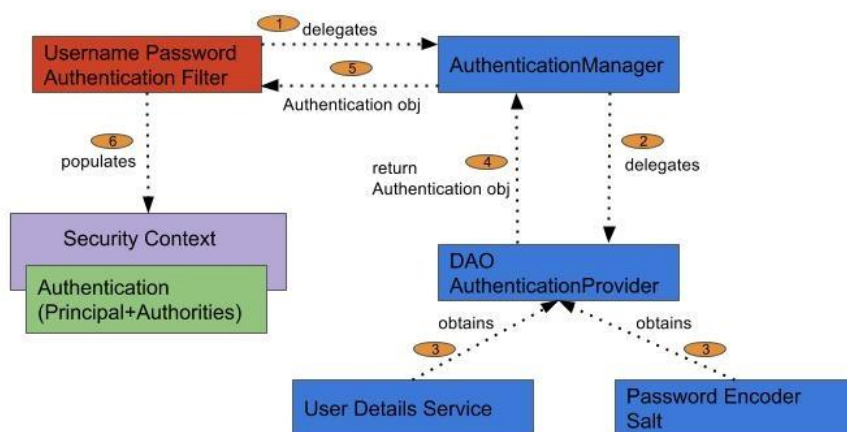 1
delegates
Username Password
Authentication Filter
AuthenticationManager
5
Authentication obj
6
populates
4
return
Authentication obj
2
delegates
Security Context
Authentication
(Principal+Authorities)
DAO
AuthenticationProvider
obtains
3
obtains
3
User Details Service
Password Encoder
Salt